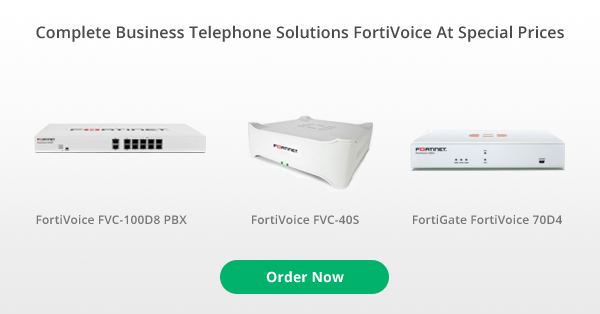 Complete Business Telephone Solutions FortiVoice At Special Prices
FORTINET
FORTINET
FORTINET
FORTINET
FortiVoice FVC-100D8 PBX
FortiVoice FVC-40S
FortiGate FortiVoice 70D4
Order Now